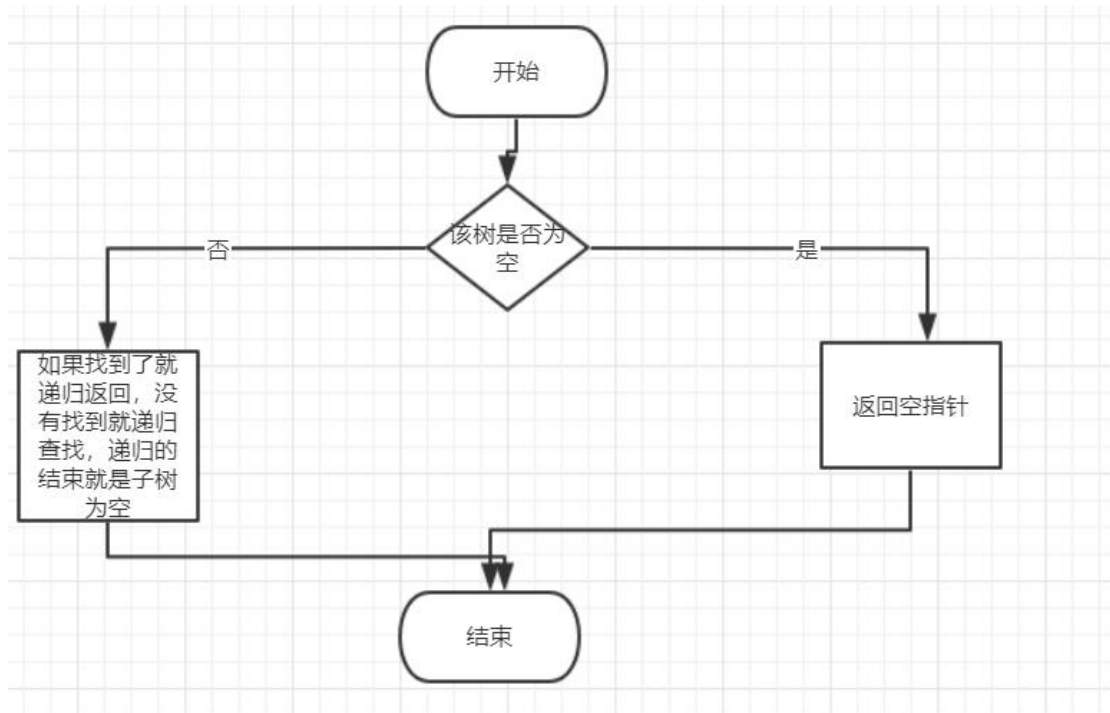 开始
该树是否为
空
否
是
如果找到了就
递归返回，没
有找到就递归
查找，递归的
结束就是子树
为空
返回空指针
结束